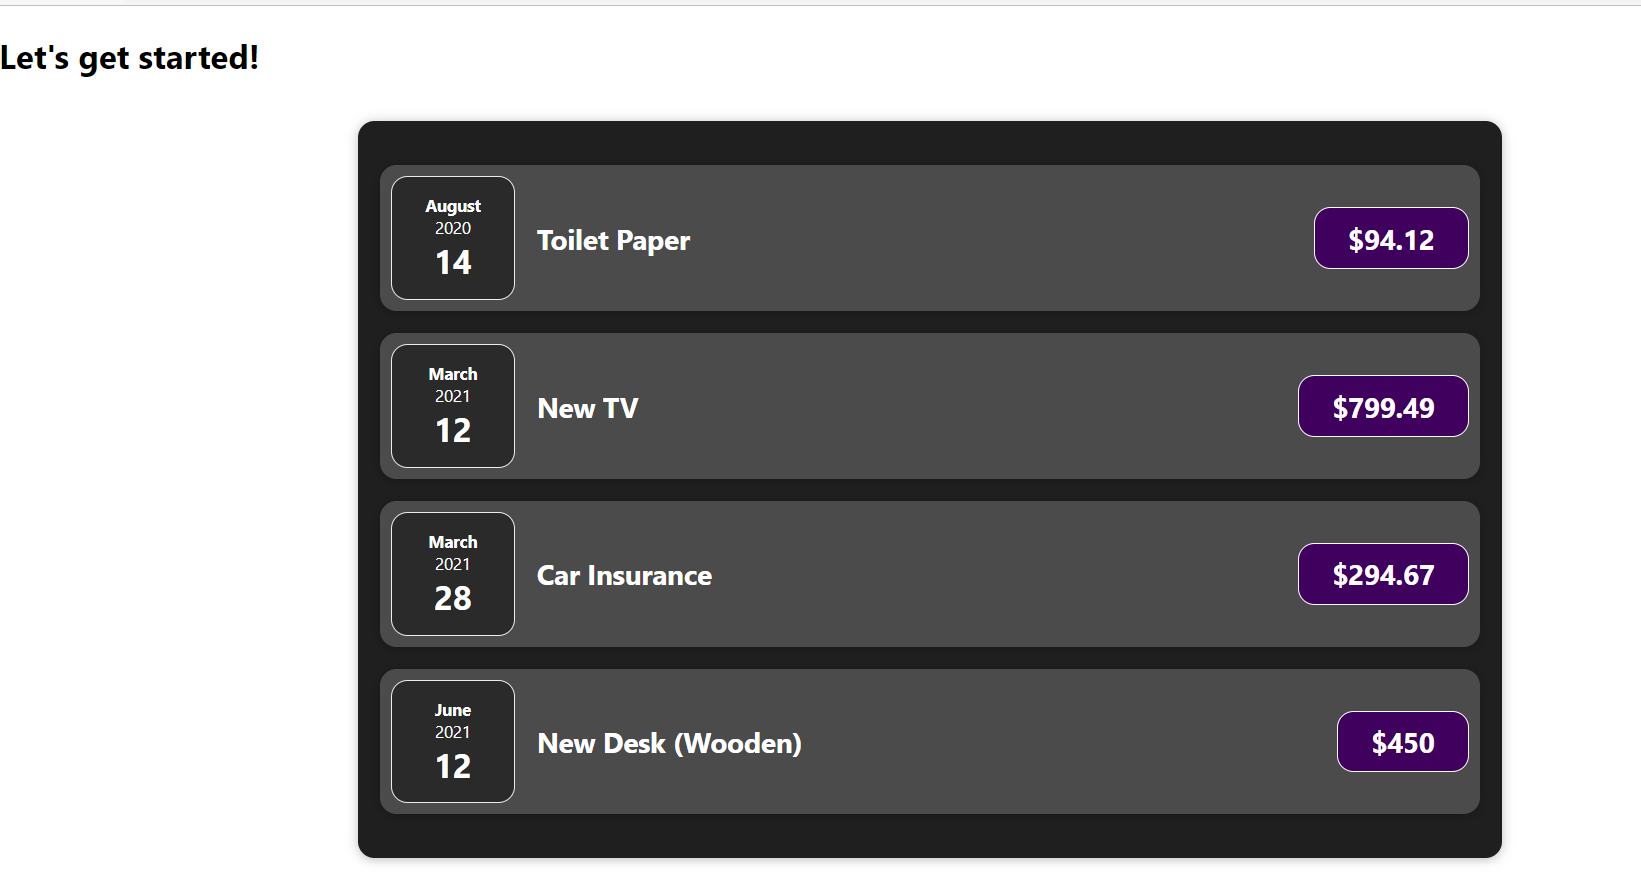 Let's get started!
August
2020
14
Toilet Paper
$94.12
March
2021
12
New TV
$799.49
March
2021
28
Car Insurance
$294.67
June
2021
12
New Desk (Wooden)
$450